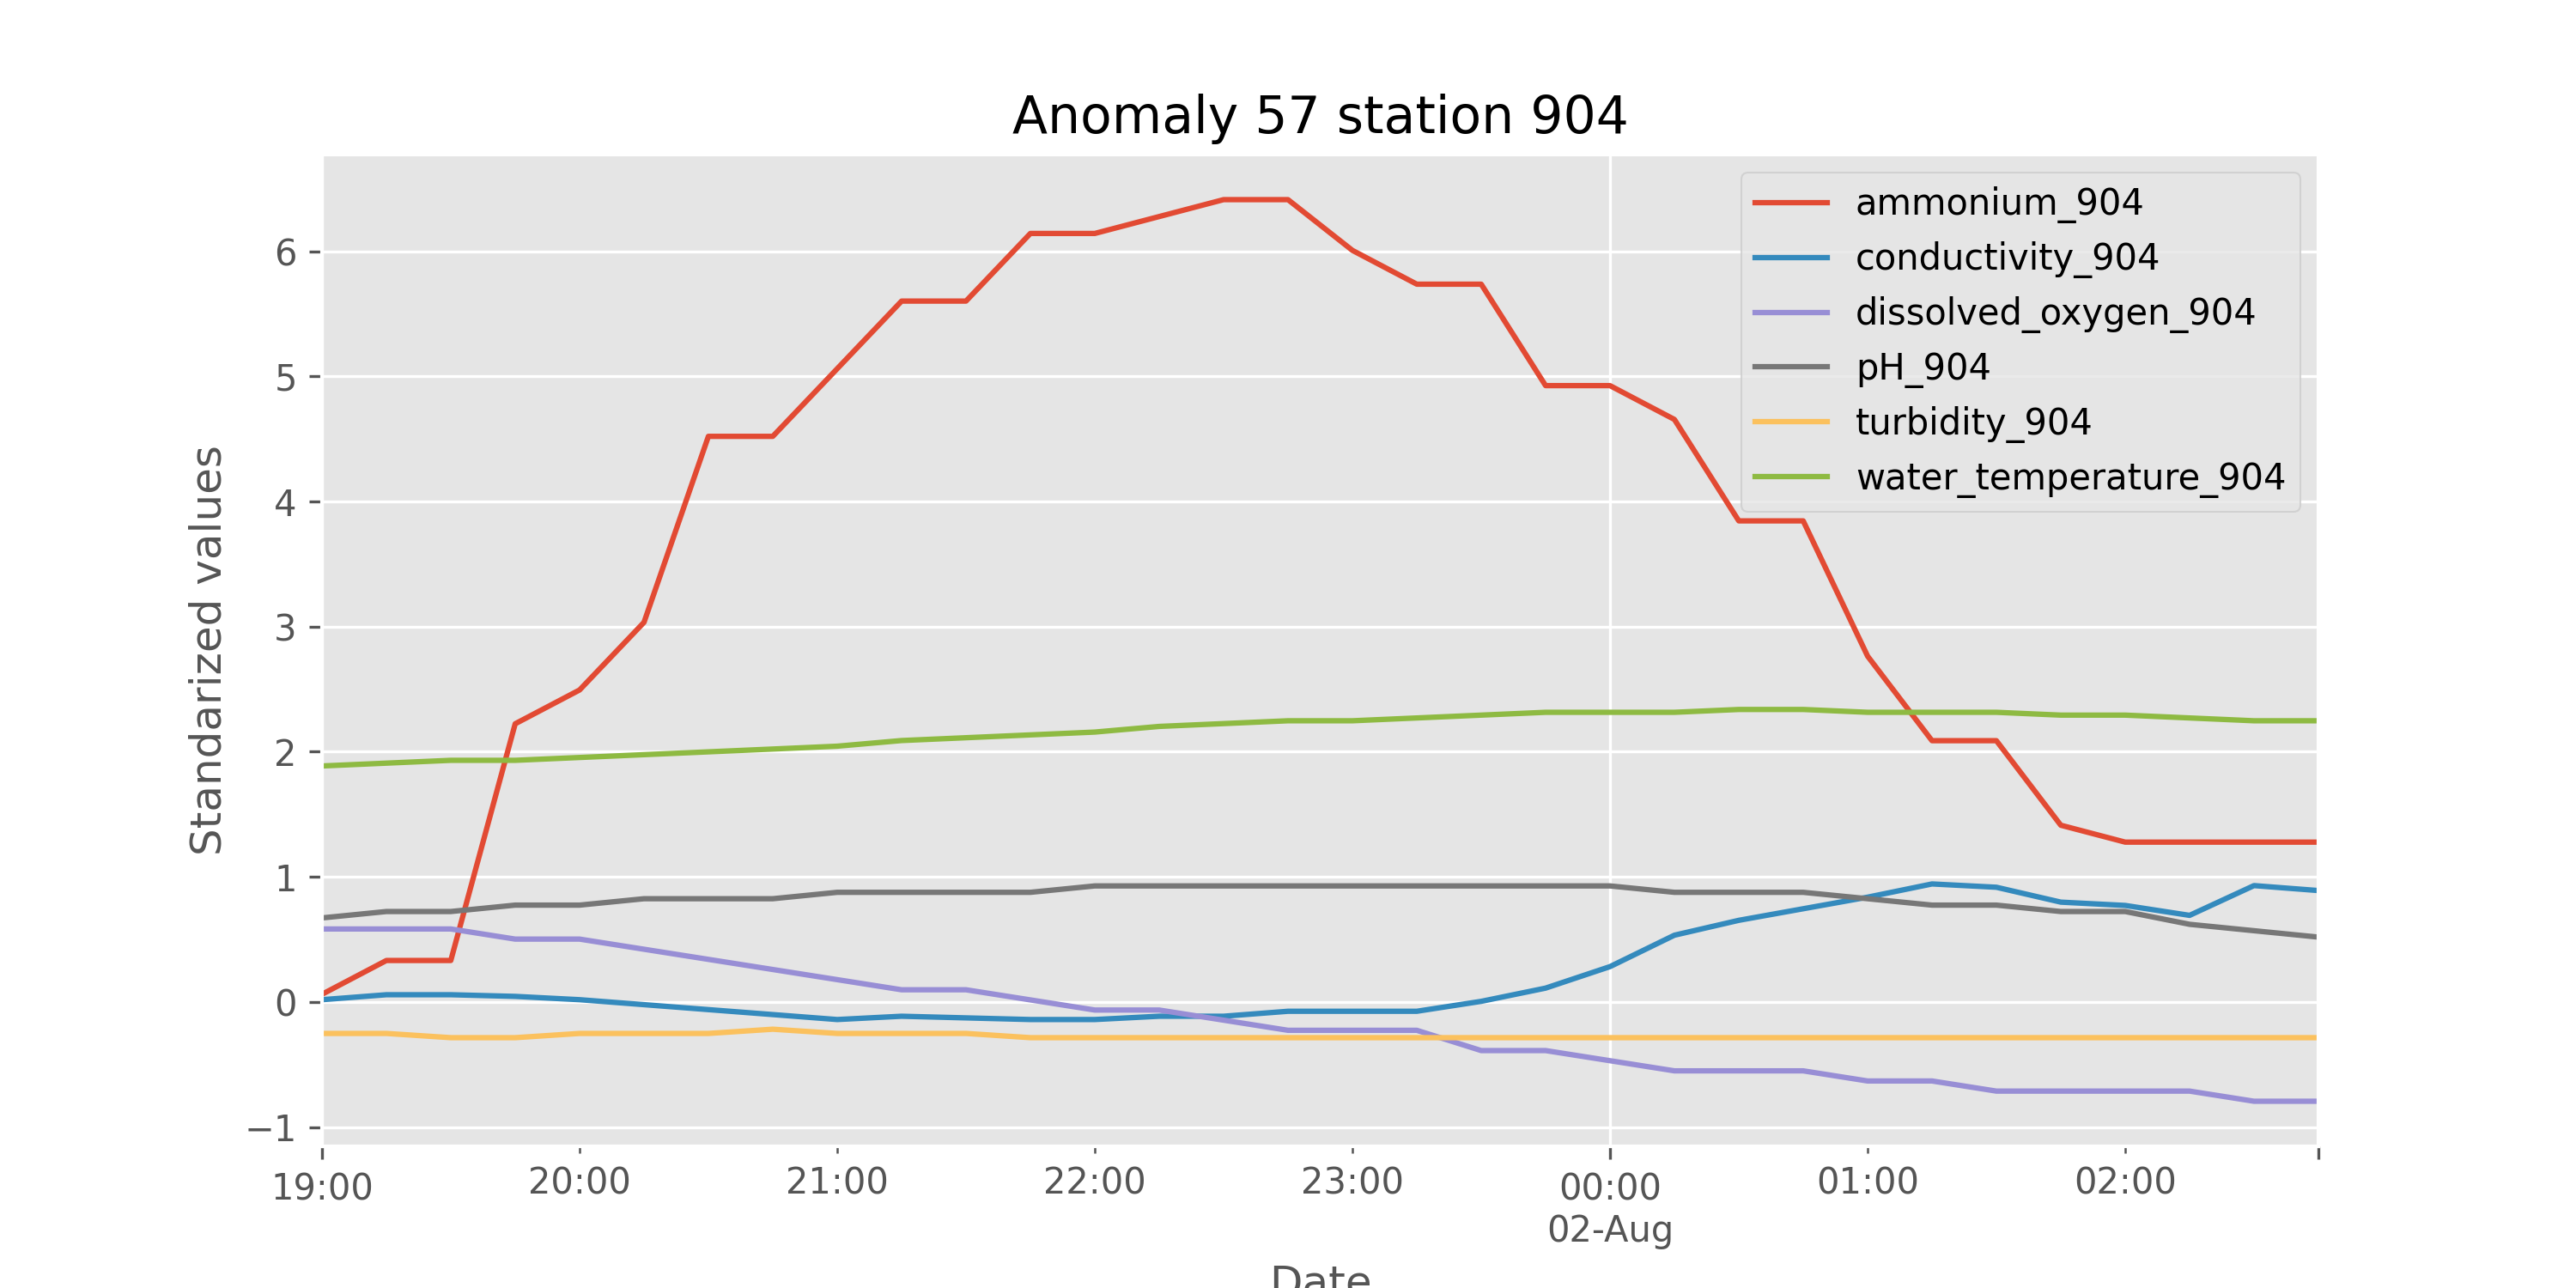 Anomaly 57 station 904
ammonium_904
conductivity_904
dissolved_oxygen_904
pH_904
turbidity_904
water_temperature_904
Standarized values
6
5
4
3
2
1
0
−1
19:00 20:00 21:00 22:00 23:00 00:00 01:00 02:00
02-Aug
Date